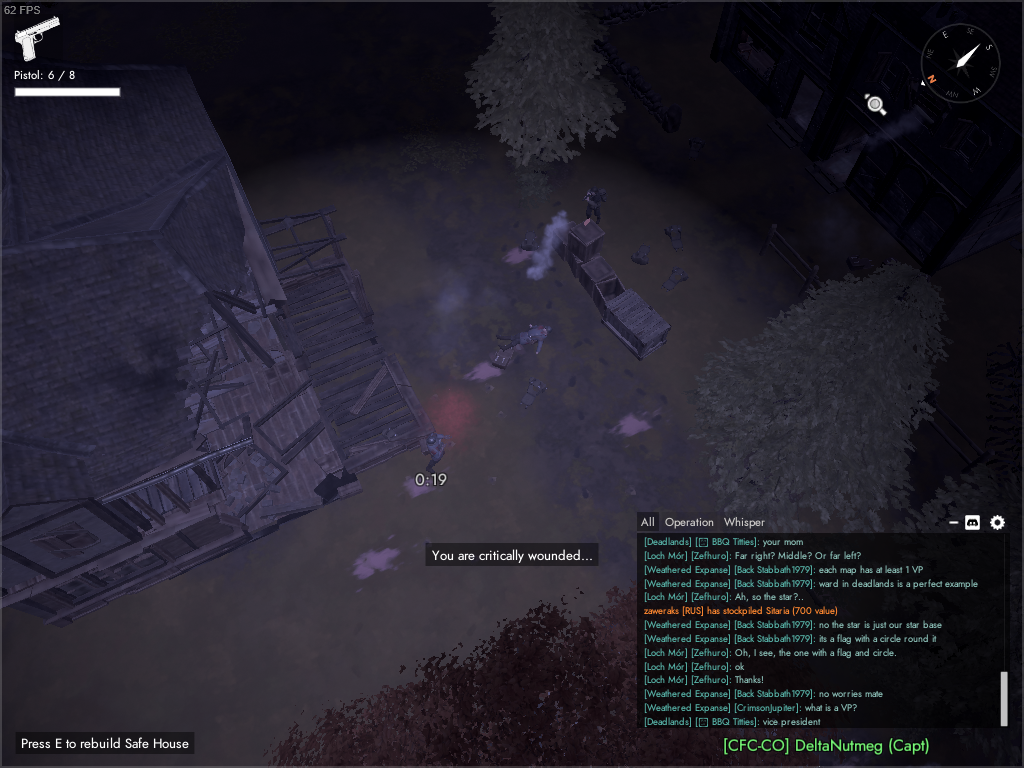 62 FPS
Pistol: 6 / 8
E
SE
S
SW
W
NW
N
NE
0:19
You are critically wounded...
All Operation Whisper
[Deadlands] [ BBQ Titties]: your mom
[Loch Mór] [Zefhuro]: Far right? Middle? Or far left?
[Weathered Expanse] [Back Stabbath1979]: each map has at least 1 VP
[Weathered Expanse] [Back Stabbath1979]: ward in deadlands is a perfect example
[Loch Mór] [Zefhuro]: Ah, so the star?..
zaweraks [RUS] has stockpiled Sitaria (700 value)
[Weathered Expanse] [Back Stabbath1979]: no the star is just our star base
[Weathered Expanse] [Back Stabbath1979]: its a flag with a circle round it
[Loch Mór] [Zefhuro]: Oh, I see, the one with a flag and circle.
[Loch Mór] [Zefhuro]: ok
[Loch Mór] [Zefhuro]: Thanks!
[Weathered Expanse] [Back Stabbath1979]: no worries mate
[Weathered Expanse] [CrimsonJupiter]: what is a VP?
[Deadlands] [ BBQ Titties]: vice president
Press E to rebuild Safe House
[CFC-CO] DeltaNutmeg (Capt)